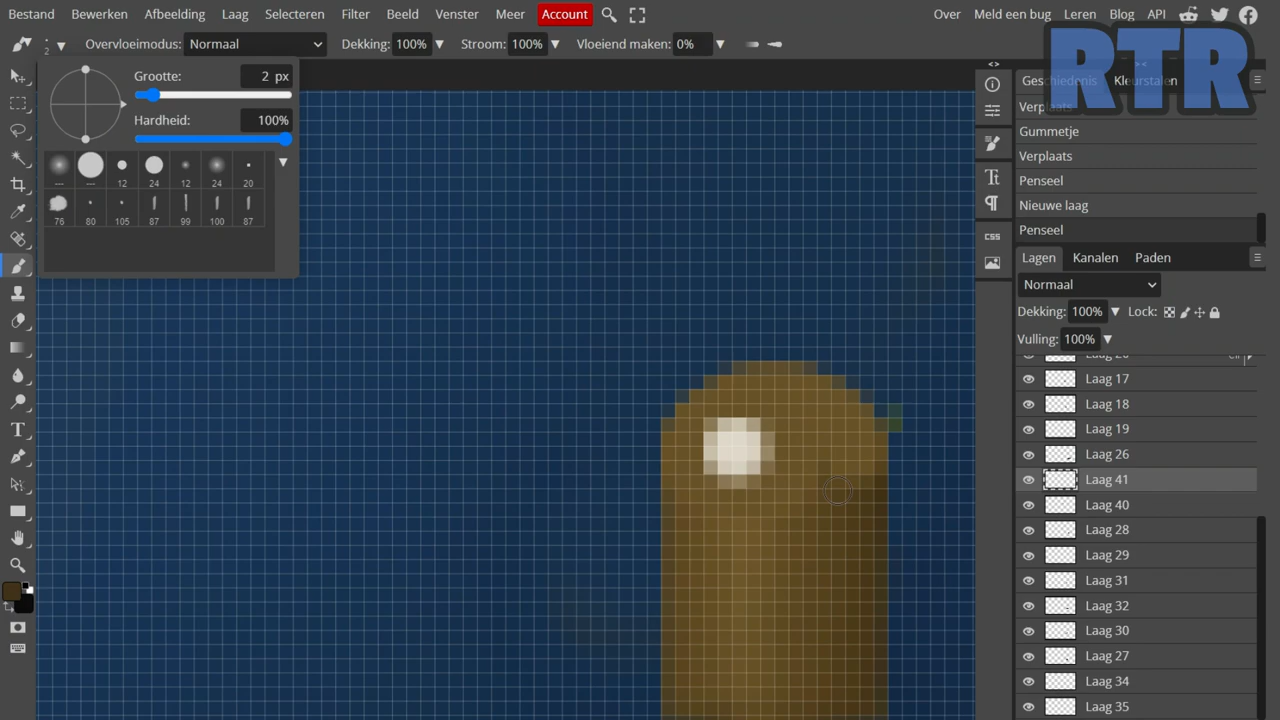 Bestand Bewerken Afbeelding Laag Selecteren Filter Beeld Venster Meer Account Over Meld een bug Leren Blog API
2 Overvloeimodus: Normaal Dekking: 100% Stroom: 100% Vloeiend maken: 0%
RTR
Grootte: 2 px
Hardheid: 100%
--- --- 12 24 12 24 20
76 80 105 87 99 100 87
< > > <
Geschiedenis Kleurstalen
Verplaats
Gummetje
Verplaats
Penseel
Nieuwe laag
Penseel
CSS
Lagen Kanalen Paden
Normaal
Dekking: 100% Lock:
Vulling: 100%
Laag 17
Laag 18
Laag 19
Laag 26
Laag 41
Laag 40
Laag 28
Laag 29
Laag 31
Laag 32
Laag 30
Laag 27
Laag 34
Laag 35